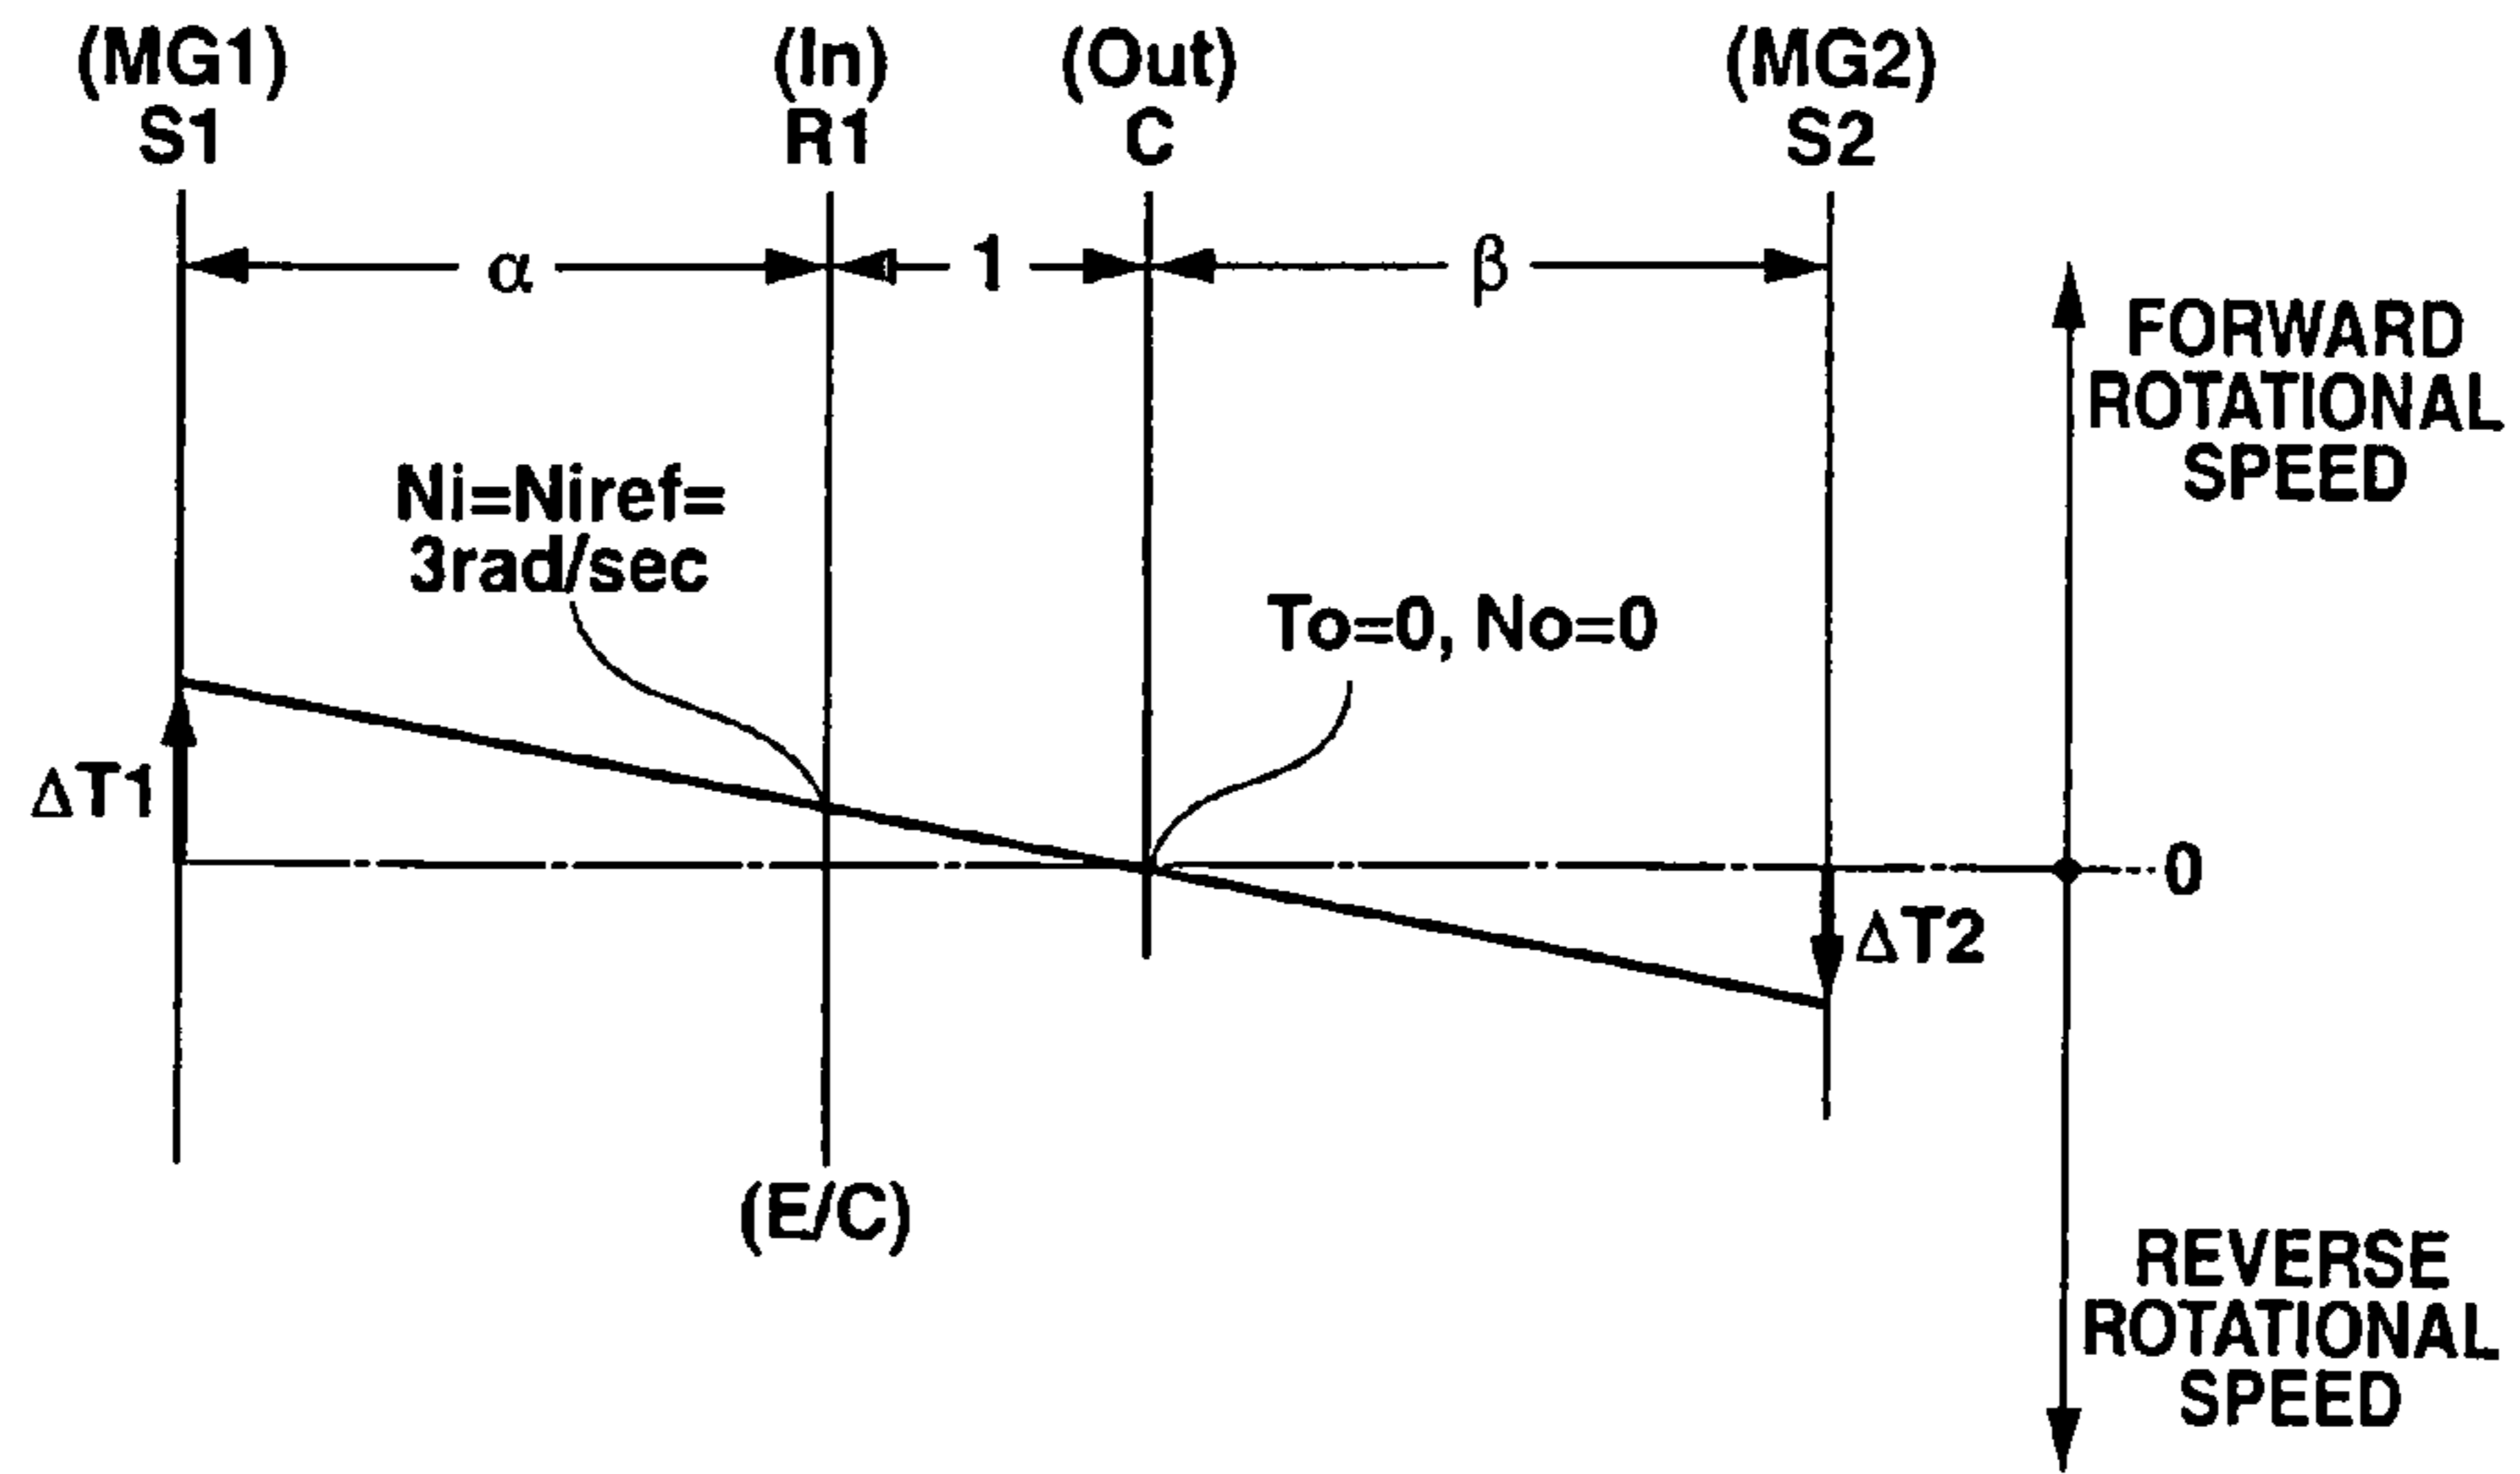 (MG1)
S1
(In)
R1
(Out)
C
(MG2)
S2
α
1
β
FORWARD
ROTATIONAL
SPEED
Ni=Niref=
3rad/sec
To=0, No=0
ΔT1
0
ΔT2
(E/C)
REVERSE
ROTATIONAL
SPEED